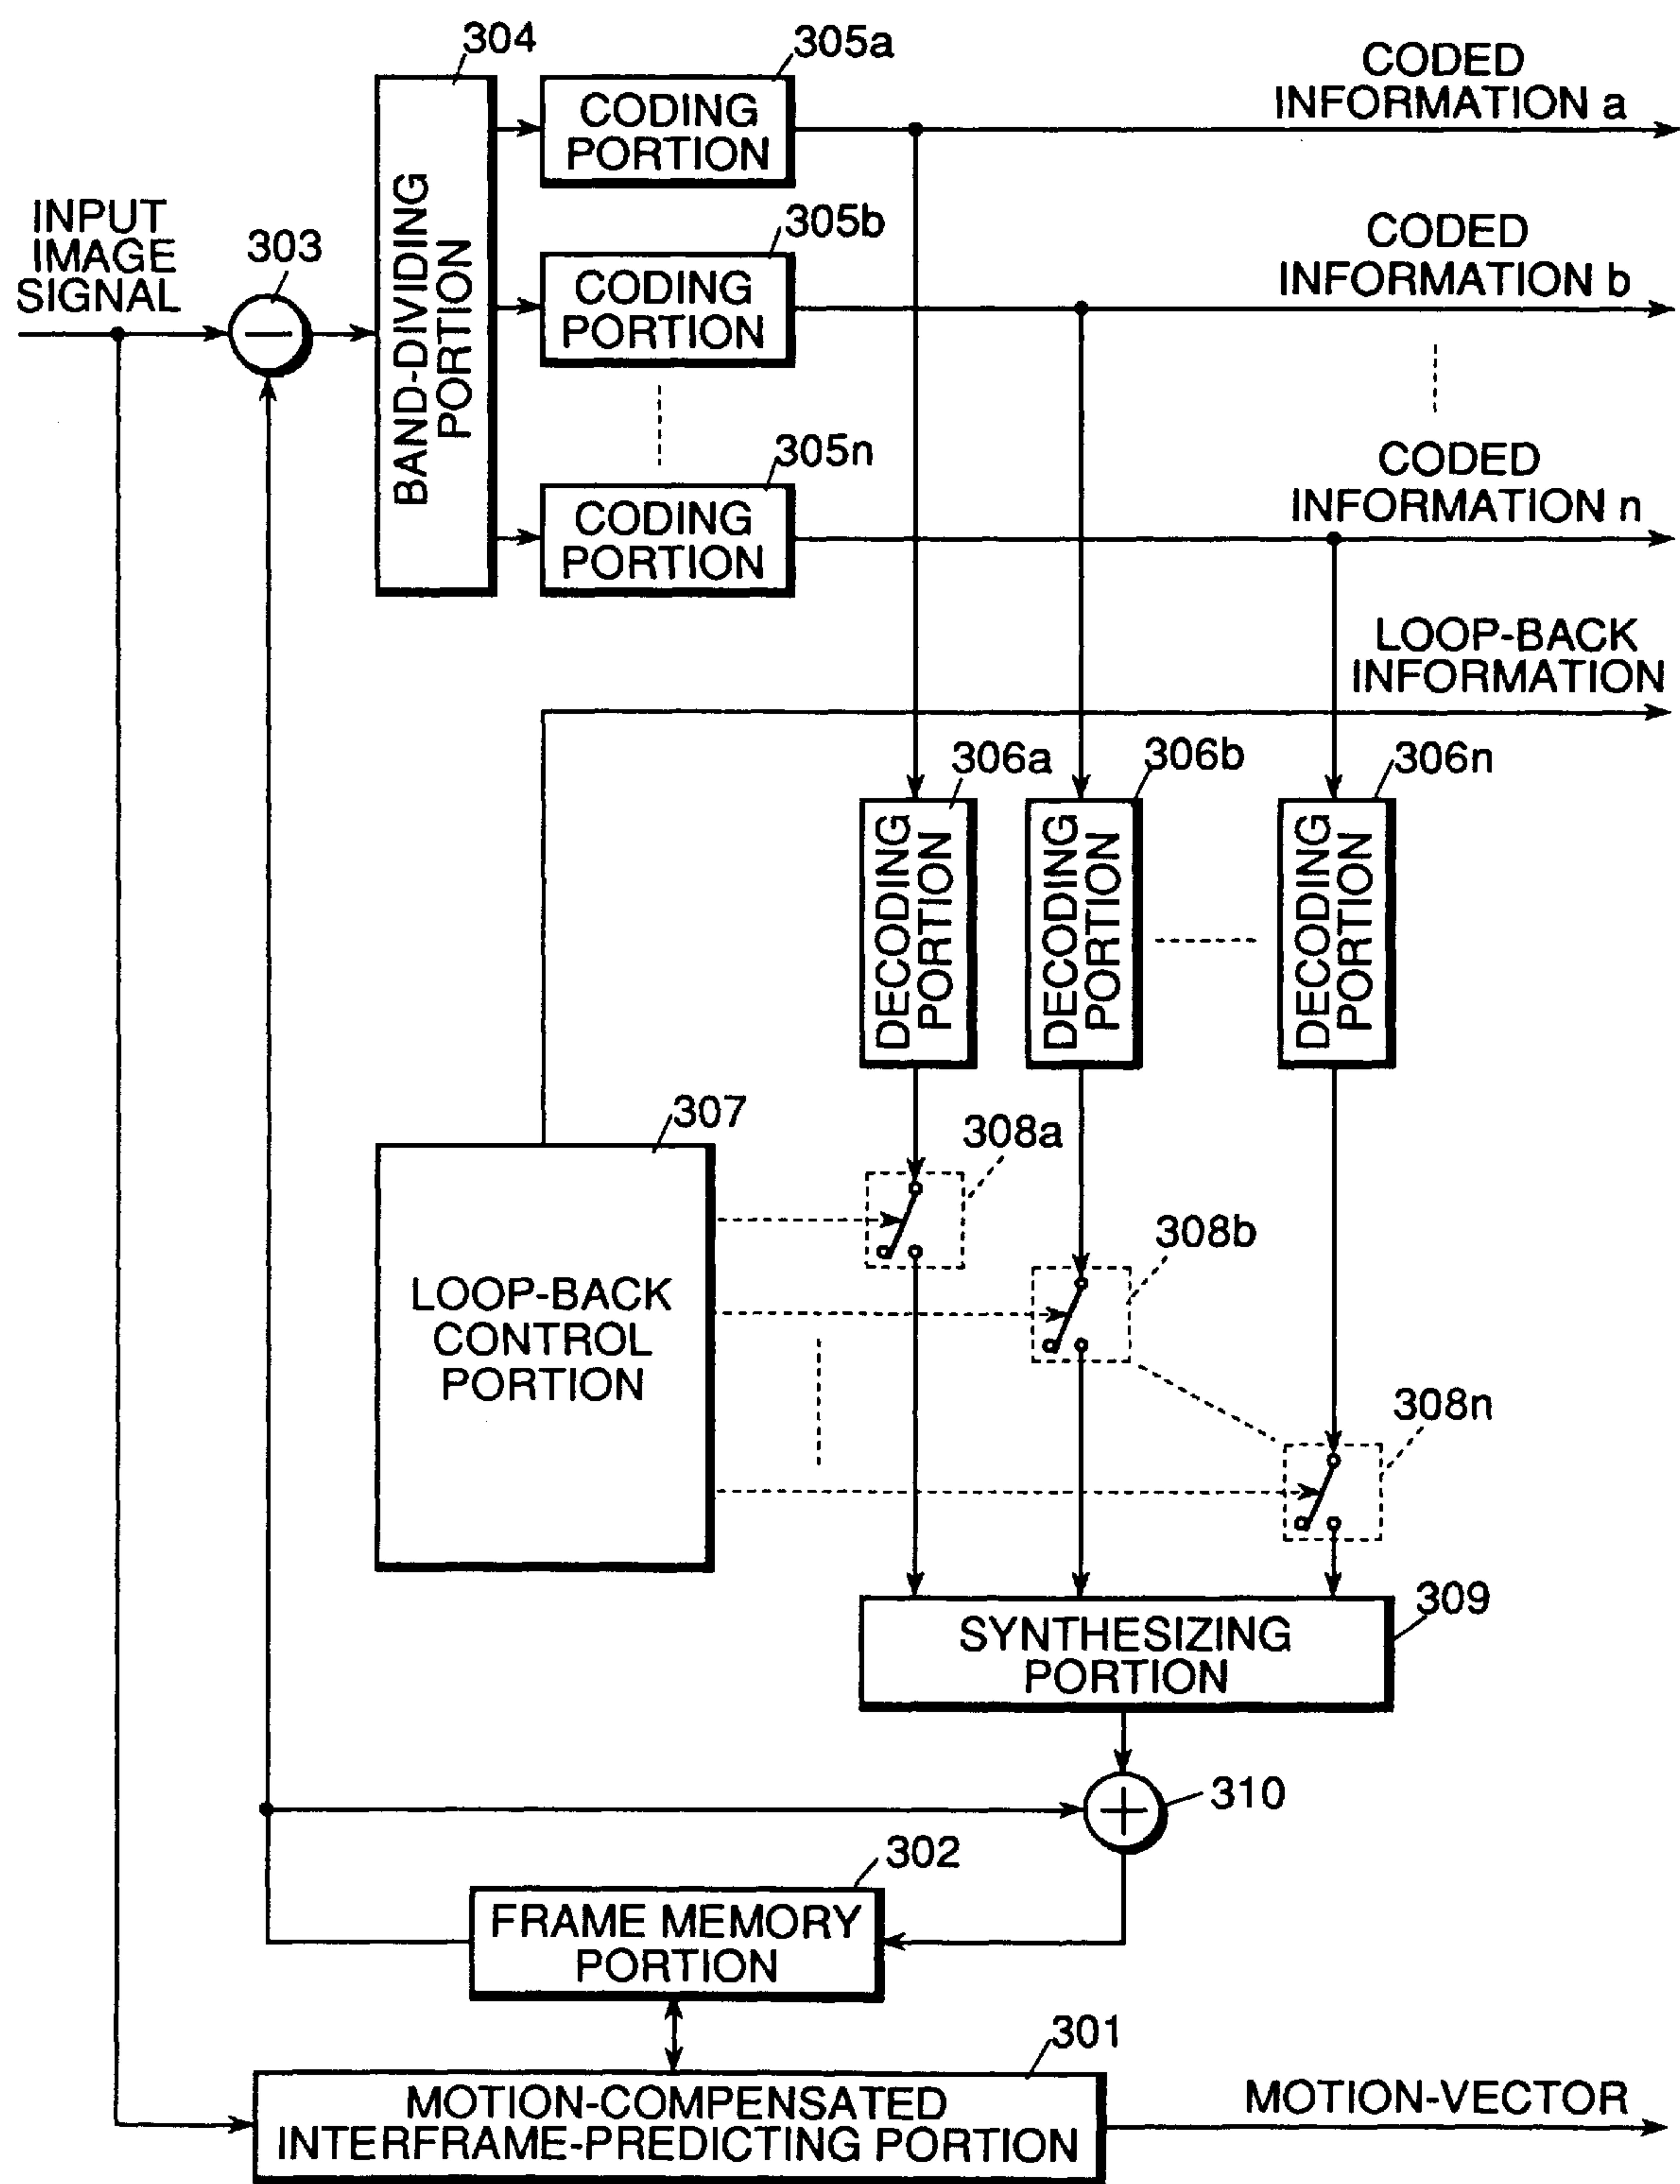 304
305a
CODED
INFORMATION a
CODING
PORTION
INPUT
IMAGE
SIGNAL
303
BAND-DIVIDING
PORTION
305b
CODED
INFORMATION b
CODING
PORTION
305n
CODED
INFORMATION n
CODING
PORTION
LOOP-BACK
INFORMATION
306a
306b
306n
DECODING
PORTION
DECODING
PORTION
DECODING
PORTION
307
308a
308b
308n
LOOP-BACK
CONTROL
PORTION
309
SYNTHESIZING
PORTION
310
302
FRAME MEMORY
PORTION
301
MOTION-COMPENSATED
INTERFRAME-PREDICTING PORTION
MOTION-VECTOR